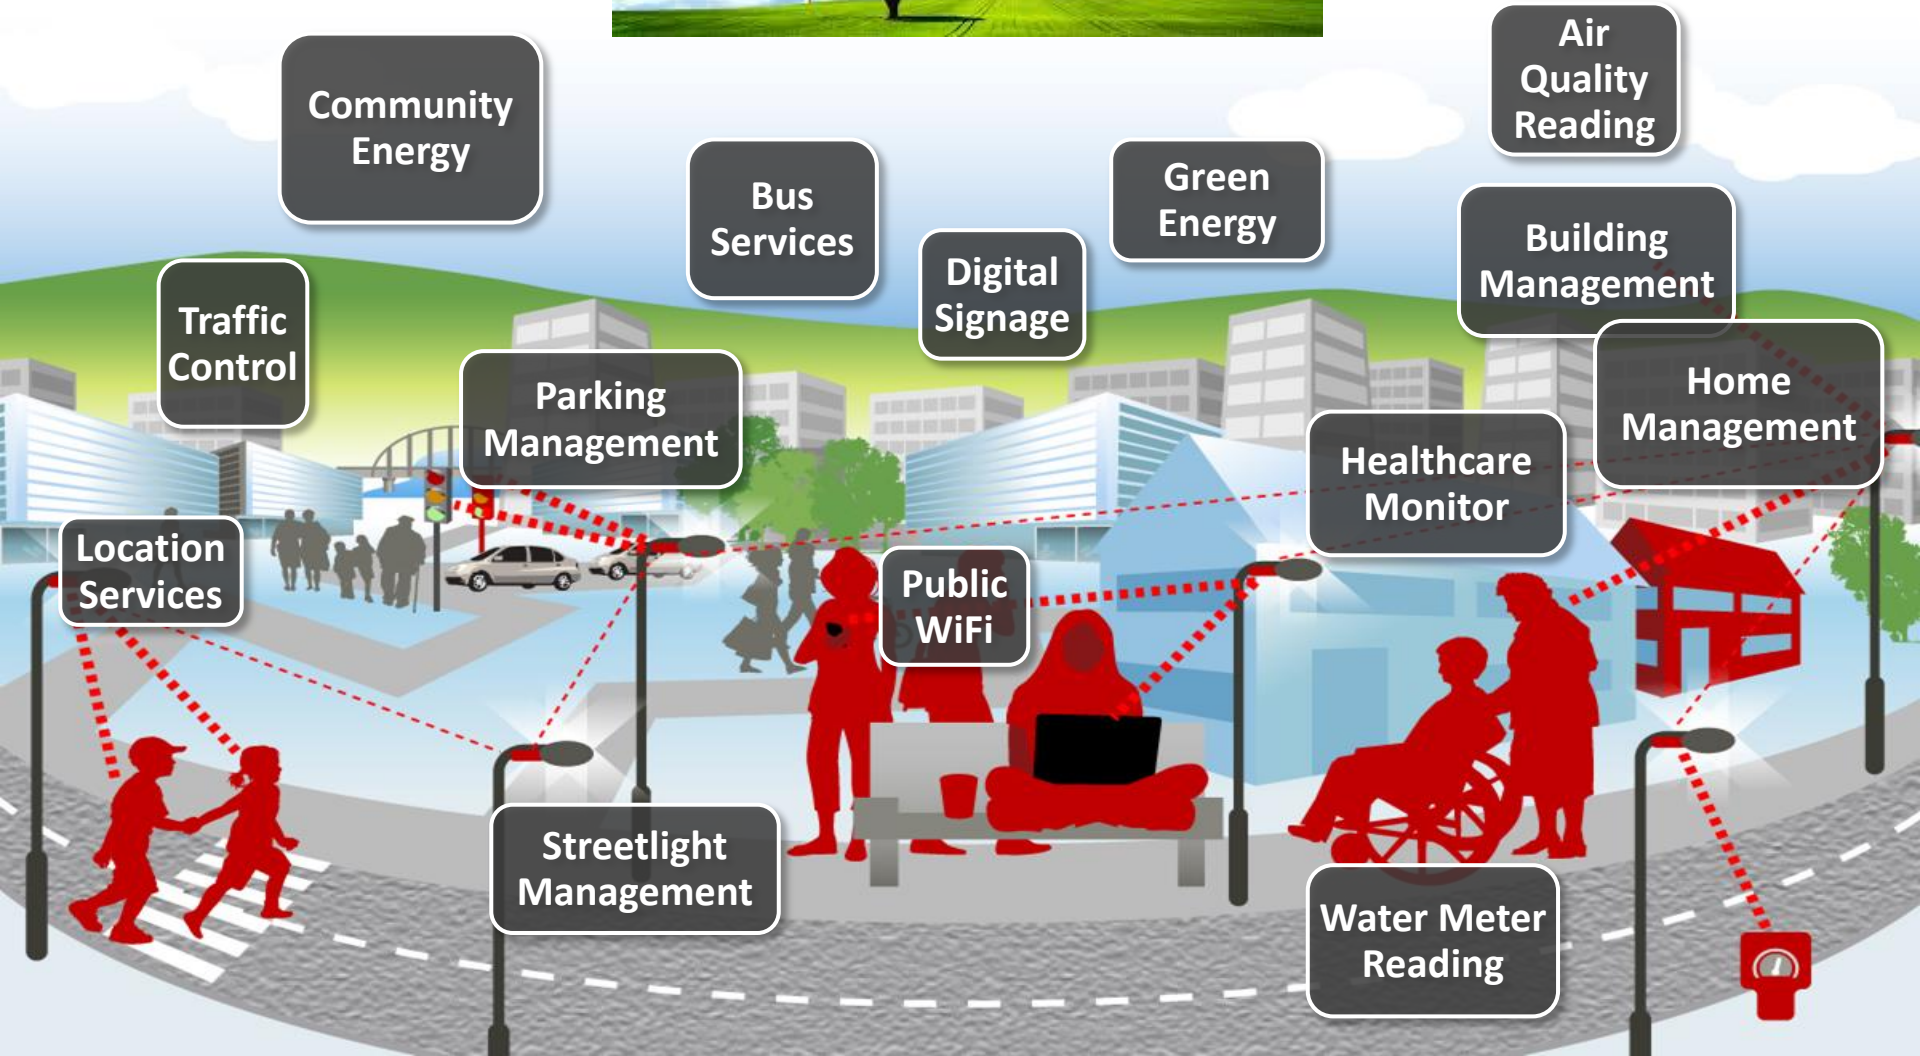 Community
Energy
Air
Quality
Reading
Bus
Services
Green
Energy
Digital
Signage
Building
Management
Traffic
Control
Parking
Management
Home
Management
Healthcare
Monitor
Location
Services
Public
WiFi
Streetlight
Management
Water Meter
Reading